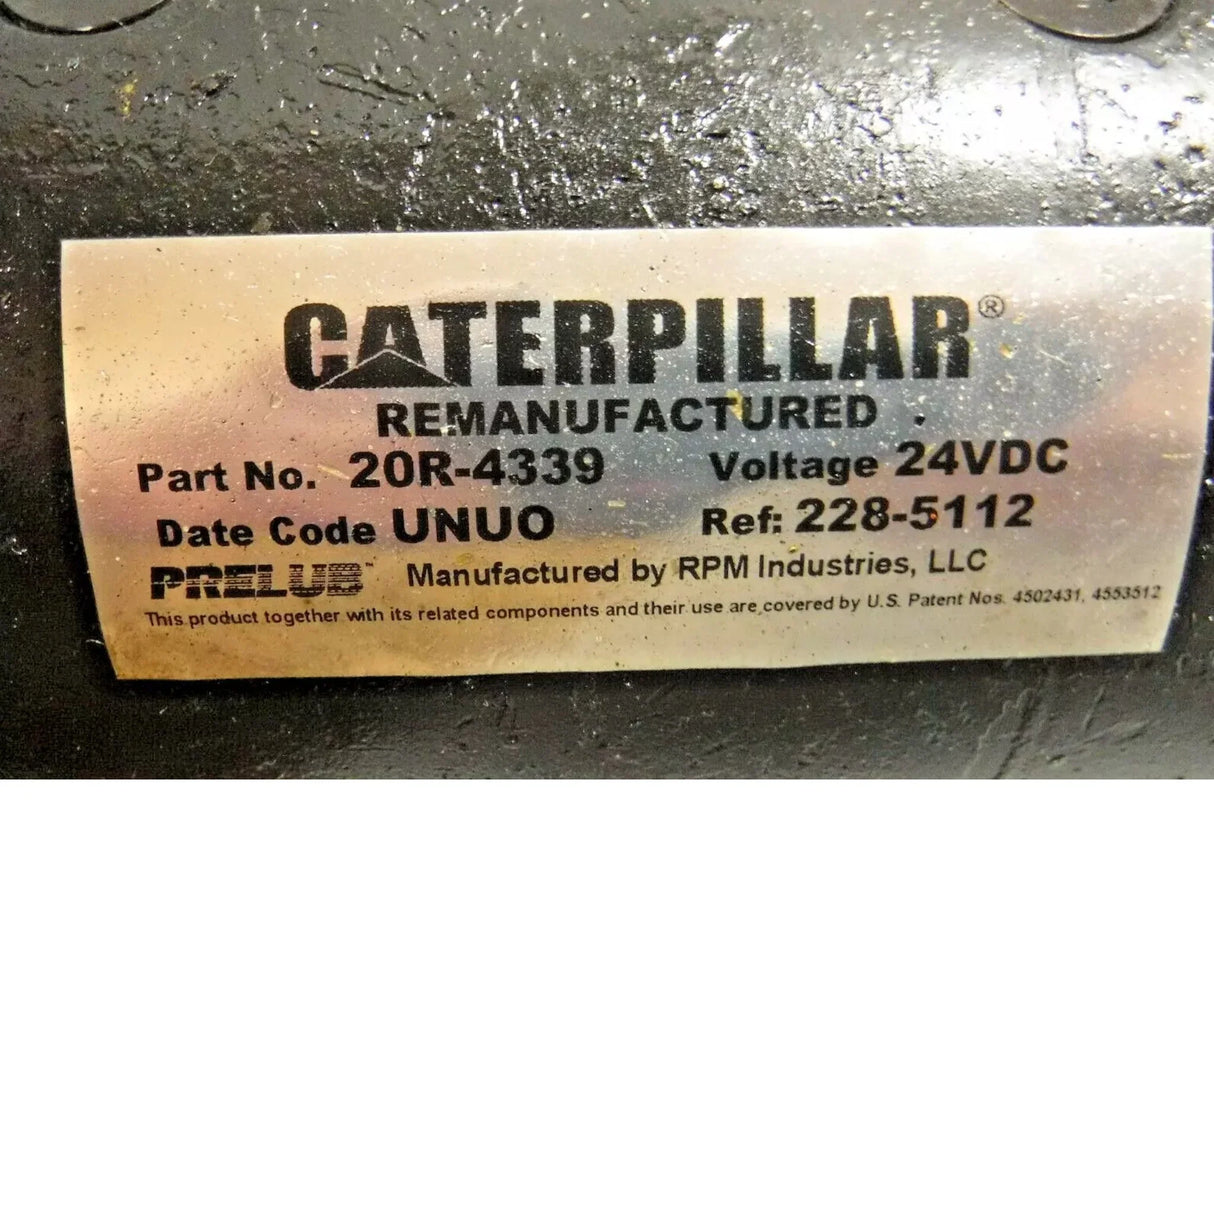 CATERPILLAR®
REMANUFACTURED
Part No. 20R-4339 Voltage 24VDC
Date Code UNUO Ref: 228-5112
PRELUB™ Manufactured by RPM Industries, LLC
This product together with its related components and their use are covered by U.S. Patent Nos. 4502431, 4553512